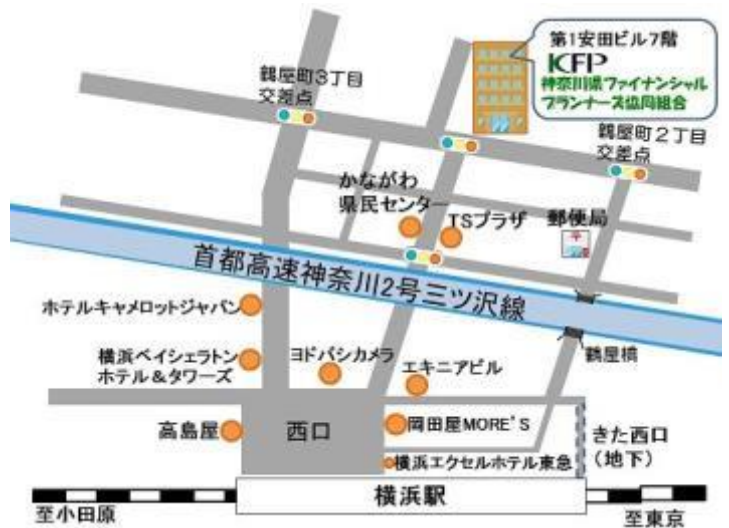 第1安田ビル7階
KFP
神奈川県ファイナンシャル
プランナーズ協同組合
鶴屋町3丁目
交差点
鶴屋町2丁目
交差点
かながわ
県民センター
TSプラザ
郵便局
首都高速神奈川2号三ツ沢線
ホテルキャメロットジャパン
鶴屋橋
横浜ベイシェラトン
ホテル&タワーズ
ヨドバシカメラ
エキニアビル
高島屋
西口
岡田屋MORE'S
きた西口
(地下)
横浜エクセルホテル東急
横浜駅
至小田原
至東京